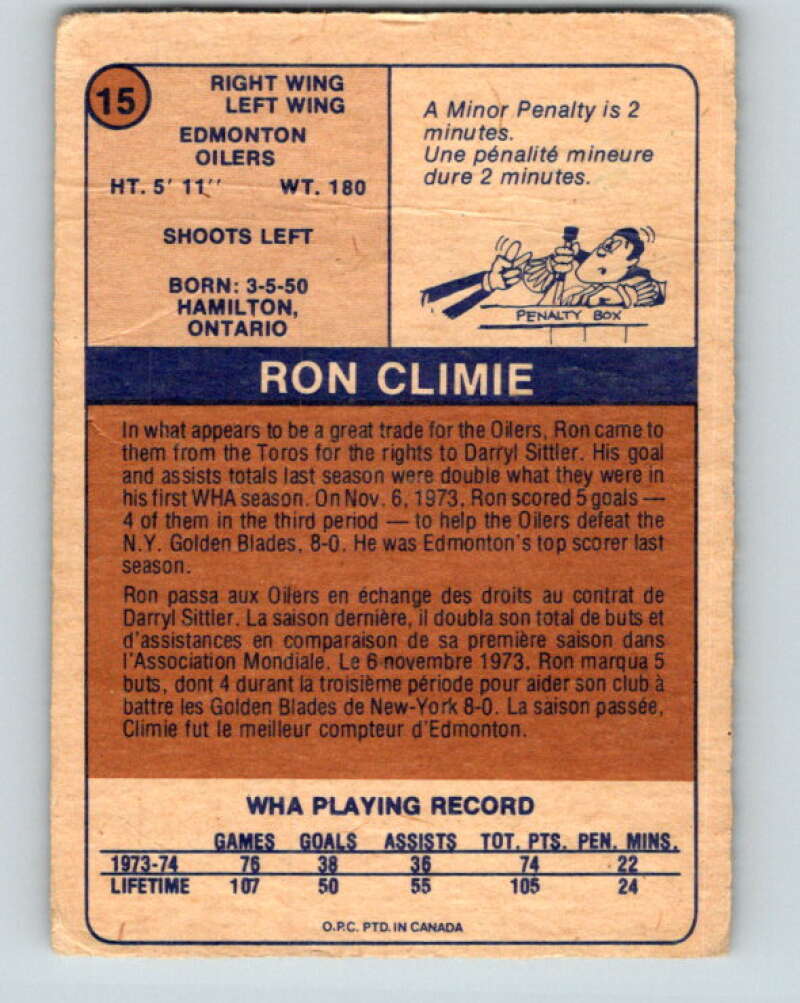 15
RIGHT WING
LEFT WING
EDMONTON
OILERS
HT. 5' 11'' WT. 180
SHOOTS LEFT
BORN: 3-5-50
HAMILTON,
ONTARIO
A Minor Penalty is 2
minutes.
Une pénalité mineure
dure 2 minutes.
PENALTY BOX
RON CLIMIE
In what appears to be a great trade for the Oilers, Ron came to
them from the Toros for the rights to Darryl Sittler. His goal
and assists totals last season were double what they were in
his first WHA season. On Nov. 6, 1973, Ron scored 5 goals —
4 of them in the third period — to help the Oilers defeat the
N.Y. Golden Blades, 8-0. He was Edmonton's top scorer last
season.
Ron passa aux Oilers en échange des droits au contrat de
Darryl Sittler. La saison dernière, il doubla son total de buts et
d'assistances en comparaison de sa première saison dans
l'Association Mondiale. Le 6 novembre 1973, Ron marqua 5
buts, dont 4 durant la troisième période pour aider son club à
battre les Golden Blades de New-York 8-0. La saison passée,
Climie fut le meilleur compteur d'Edmonton.
WHA PLAYING RECORD
GAMES GOALS ASSISTS TOT. PTS. PEN. MINS.
1973-74 76 38 36 74 22
LIFETIME 107 50 55 105 24
O.P.C. PTD. IN CANADA